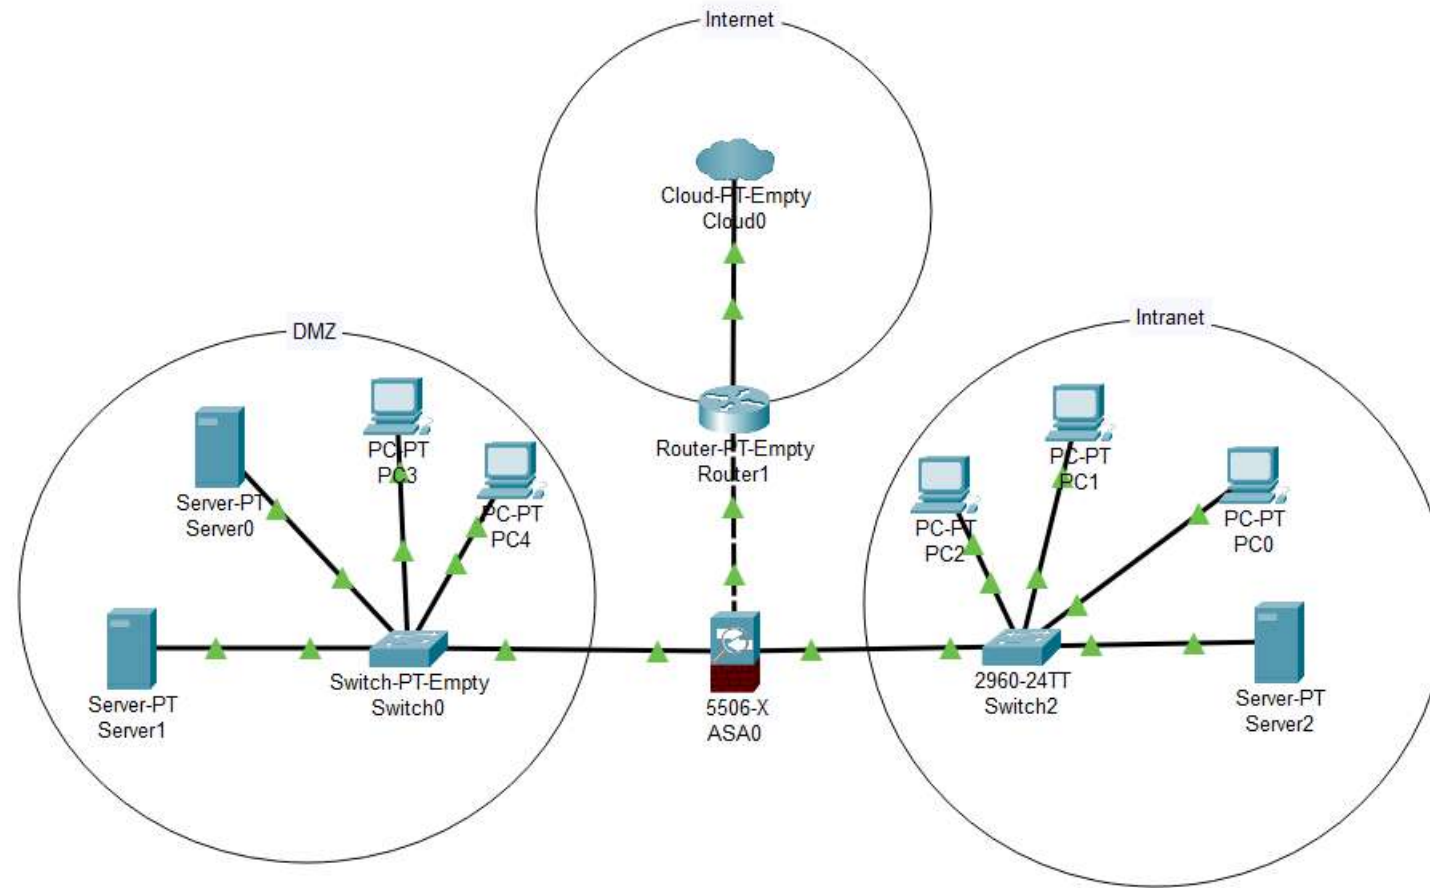 Internet
Cloud-PT-Empty
Cloud0
Router-PT-Empty
Router1
DMZ
PC-PT
PC3
PC-PT
PC4
Server-PT
Server0
Server-PT
Server1
Switch-PT-Empty
Switch0
5506-X
ASA0
Intranet
PC-PT
PC1
PC-PT
PC2
PC-PT
PC0
2960-24TT
Switch2
Server-PT
Server2